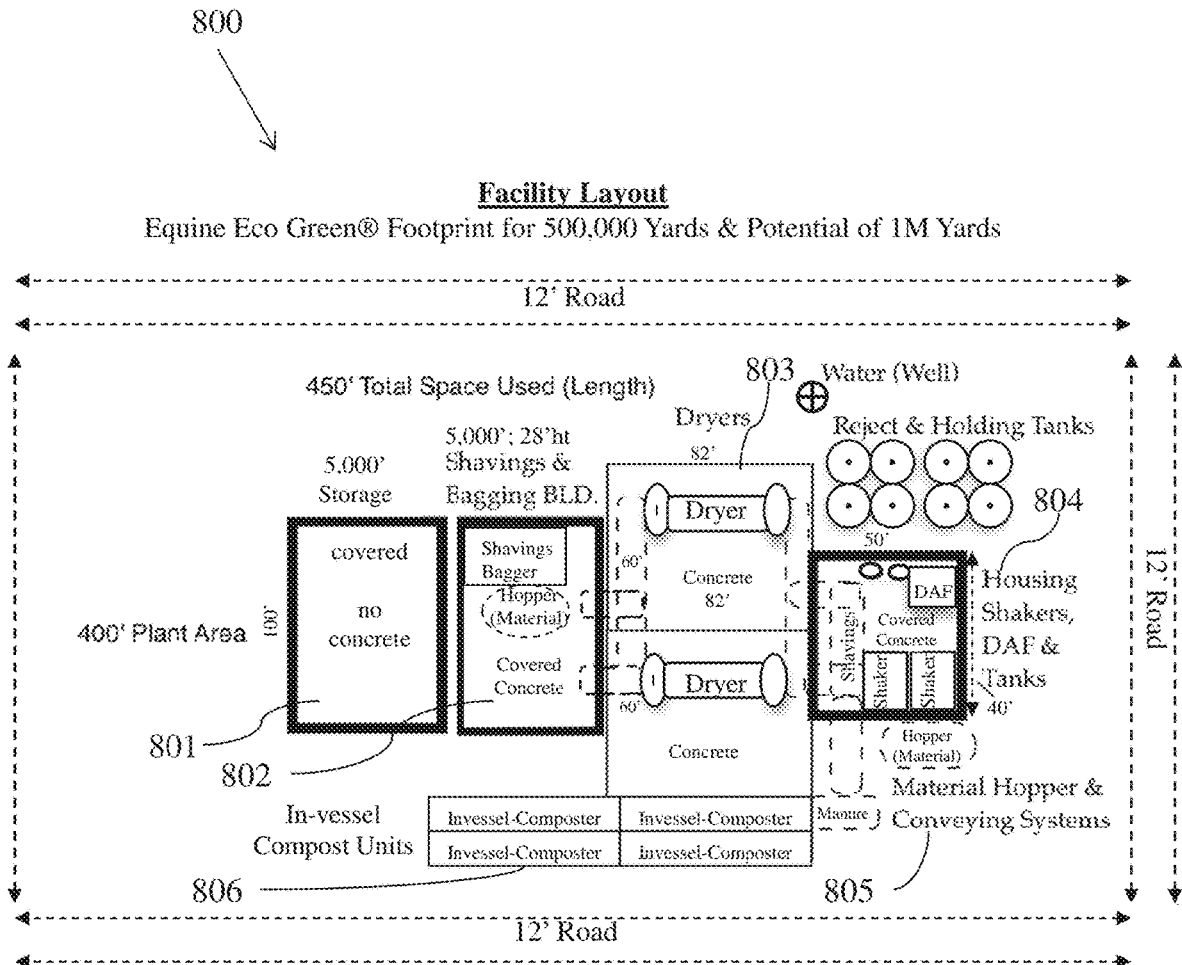 800
Facility Layout
Equine Eco Green® Footprint for 500,000 Yards & Potential of 1M Yards
12' Road
450' Total Space Used (Length)
803
Water (Well)
Dryers
82'
Reject & Holding Tanks
5,000'
Storage
5,000'; 28'ht
Shavings &
Bagging BLD.
804
50'
covered
no
concrete
Shavings
Bagger
Hopper
(Material)
Covered
Concrete
60'
Dryer
Concrete
82'
DAF
Covered
Concrete
Shavings
Shaker
Shaker
Housing
Shakers,
DAF &
Tanks
40'
12' Road
400' Plant Area
100'
60'
Dryer
Concrete
Hopper
(Material)
801
802
Material Hopper &
Conveying Systems
Manure
In-vessel
Compost Units
Invessel-Composter
Invessel-Composter
Invessel-Composter
Invessel-Composter
806
805
12' Road